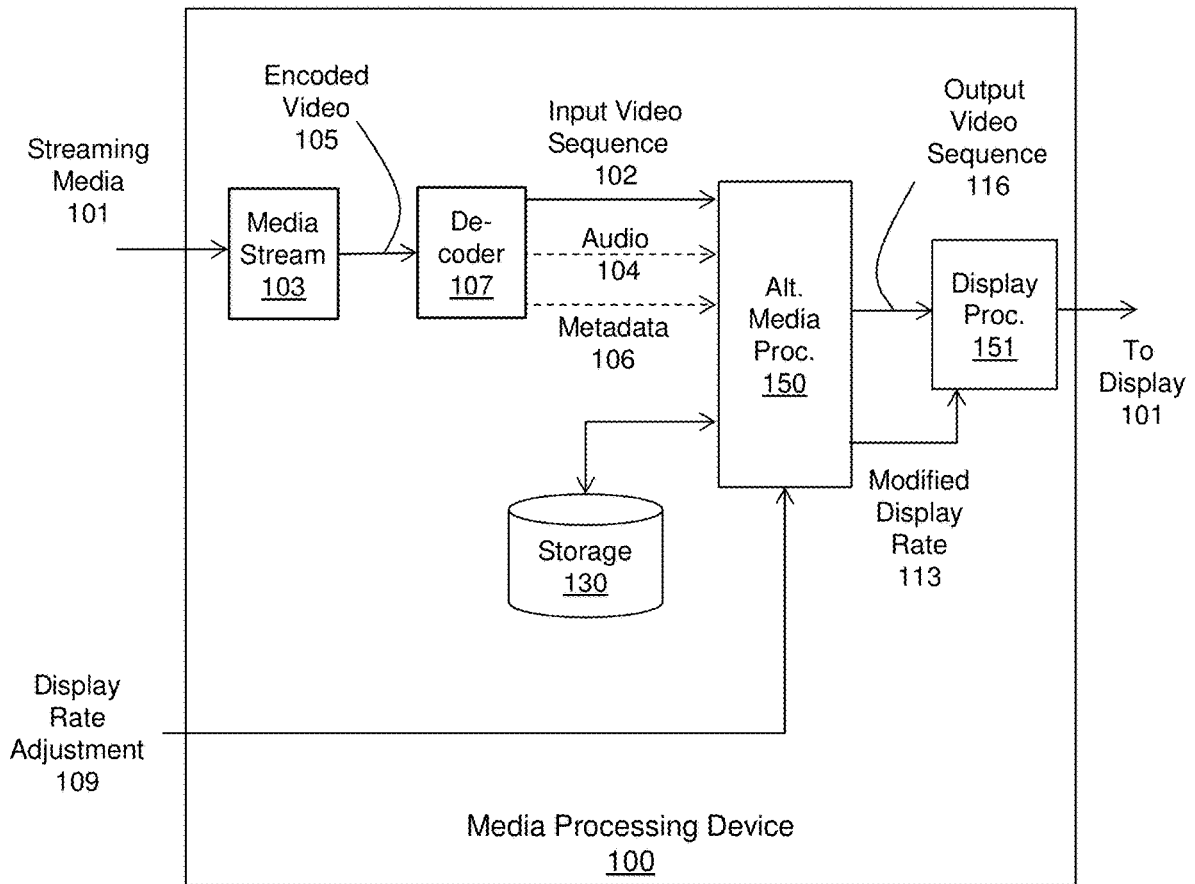 Streaming
Media
101
Encoded
Video
105
Media
Stream
103
De-
coder
107
Input Video
Sequence
102
Audio
104
Metadada
106
Alt.
Media
Proc.
150
Output
Video
Sequence
116
Display
Proc.
151
To
Display
101
Modified
Display
Rate
113
Storage
130
Display
Rate
Adjustment
109
Media Processing Device
100